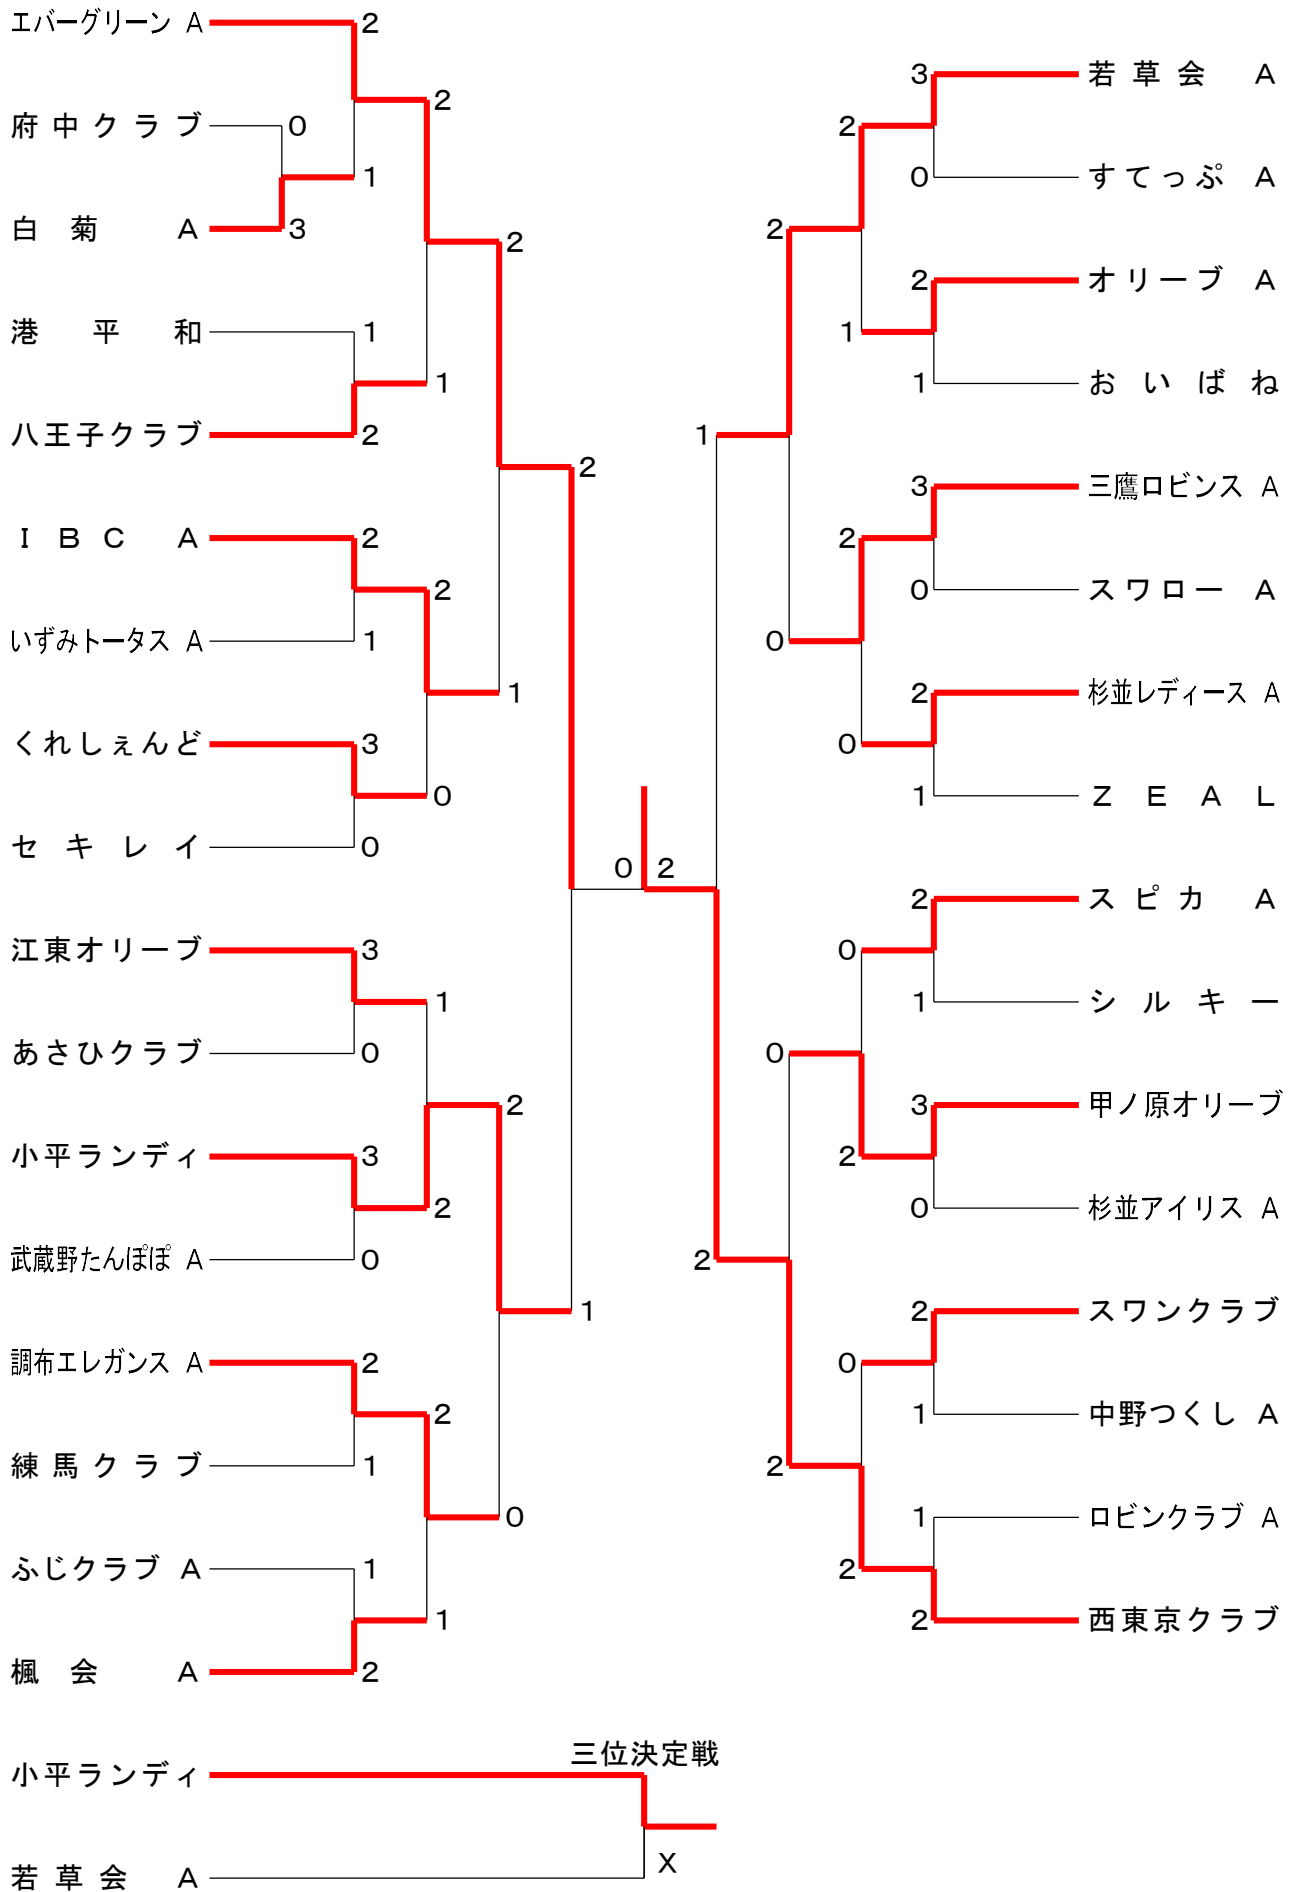 エバーグリーン A
2
府中クラブ
0
2
1
白菊 A
3
2
港平和
1
1
八王子クラブ
2
2
IBC A
2
2
いずみトータス A
1
1
くれしぇんど
3
0
セキレイ
0
江東オリーブ
3
1
あさひクラブ
0
2
小平ランディ
3
2
武蔵野たんぽぽ A
0
1
調布エレガンス A
2
2
練馬クラブ
1
0
ふじクラブ A
1
1
楓会 A
2
0 2
3
若草会 A
2
0
すてっぷ A
2
2
オリーブ A
1
1
おいばね
1
3
三鷹ロビンス A
2
0
スワロー A
0
2
杉並レディース A
0
1
ZEAL
2
スピカ A
0
1
シルキー
0
3
甲ノ原オリーブ
2
0
杉並アイリス A
2
2
スワンクラブ
0
1
中野つくし A
2
1
ロビンクラブ A
2
2
西東京クラブ
三位決定戦
小平ランディ
若草会 A
X